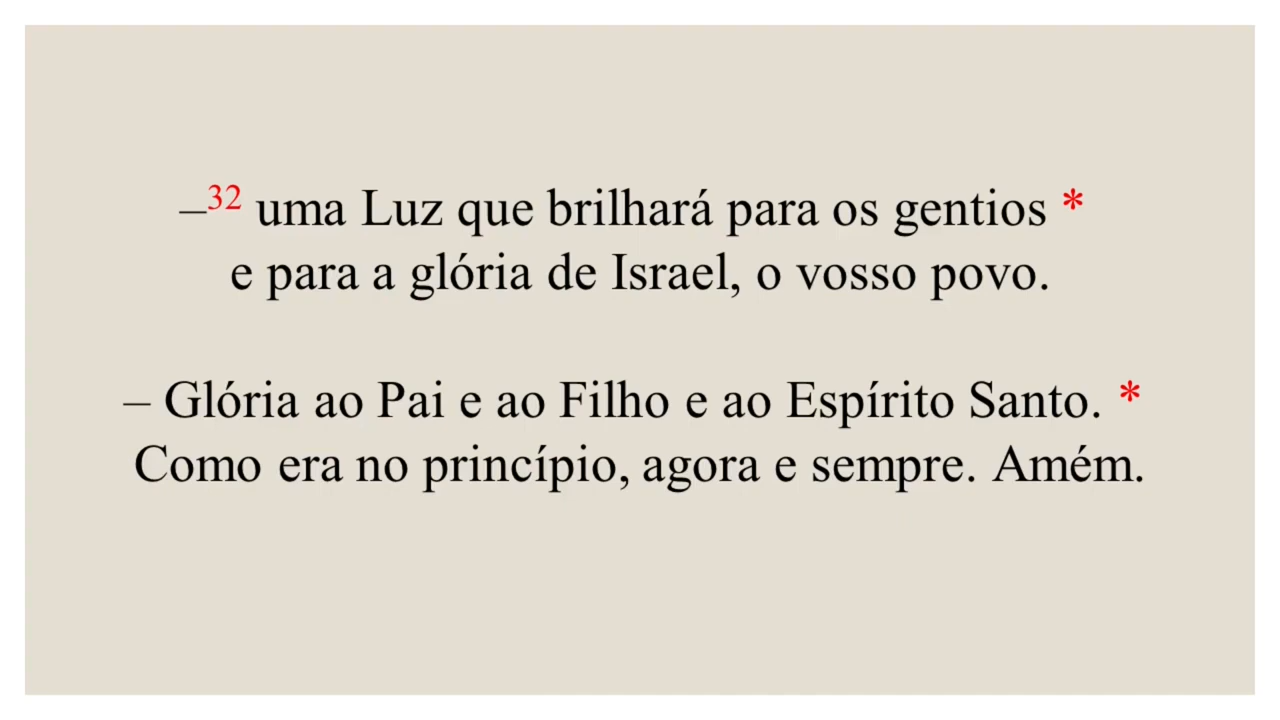 –³² uma Luz que brilhará para os gentios *
e para a glória de Israel, o vosso povo.
– Glória ao Pai e ao Filho e ao Espírito Santo. *
Como era no princípio, agora e sempre. Amém.